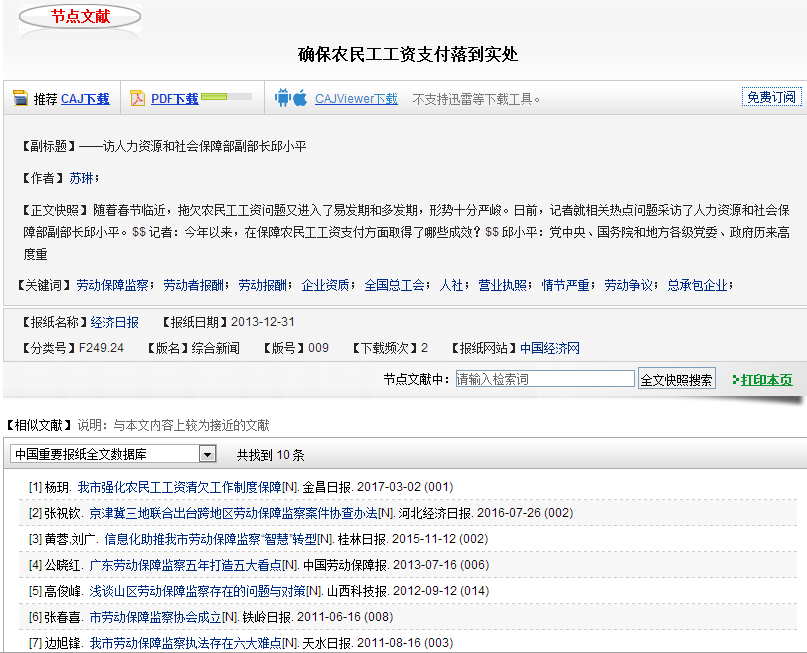 节点文献
确保农民工工资支付落到实处
推荐 CAJ下载 PDF下载 CAJViewer下载 不支持迅雷等下载工具。 免费订阅
【副标题】——访人力资源和社会保障部副部长邱小平
【作者】 苏琳;
【正文快照】随着春节临近，拖欠农民工工资问题又进入了易发期和多发期，形势十分严峻。日前，记者就相关热点问题采访了人力资源和社会保
障部副部长邱小平。$$记者：今年以来，在保障农民工工资支付方面取得了哪些成效？$$邱小平：党中央、国务院和地方各级党委、政府历来高
度重
【关键词】 劳动保障监察; 劳动者报酬; 劳动报酬; 企业资质; 全国总工会; 人社; 营业执照; 情节严重; 劳动争议; 总承包企业;
【报纸名称】经济日报 【报纸日期】2013-12-31
【分类号】F249.24 【版名】综合新闻 【版号】009 【下载频次】2 【报纸网站】中国经济网
节点文献中： 请输入检索词 全文快照搜索 打印本页
【相似文献】 说明：与本文内容上较为接近的文献
中国重要报纸全文数据库 共找到 10 条
[1] 杨玥. 我市强化农民工工资清欠工作制度保障[N]. 金昌日报. 2017-03-02 (001)
[2] 张祝钦. 京津冀三地联合出台跨地区劳动保障监察案件协查办法[N]. 河北经济日报. 2016-07-26 (002)
[3] 黄蓉,刘广. 信息化助推我市劳动保障监察“智慧”转型[N]. 桂林日报. 2015-11-12 (002)
[4] 公晓红. 广东劳动保障监察五年打造五大看点[N]. 中国劳动保障报. 2013-07-16 (006)
[5] 高俊峰. 浅谈山区劳动保障监察存在的问题与对策[N]. 山西科技报. 2012-09-12 (014)
[6] 张春喜. 市劳动保障监察协会成立[N]. 铁岭日报. 2011-06-16 (008)
[7] 边旭锋. 我市劳动保障监察执法存在六大难点[N]. 天水日报. 2011-08-16 (003)